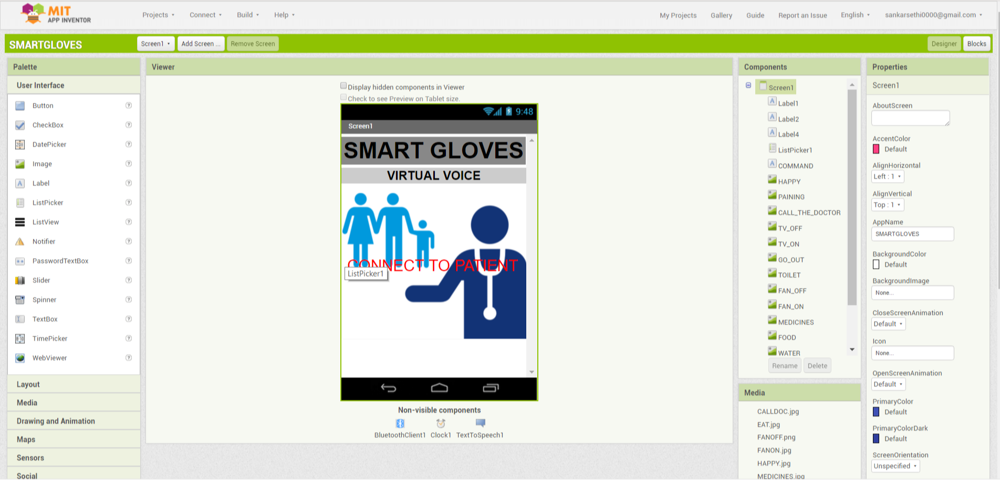 MIT
APP INVENTOR
Projects
Connect
Build
Help
My Projects
Gallery
Guide
Report an Issue
English
sankarsethi0000@gmail.com
SMARTGLOVES
Screen1
Add Screen ...
Remove Screen
Designer
Blocks
Palette
User Interface
Button
CheckBox
DatePicker
Image
Label
ListPicker
ListView
Notifier
PasswordTextBox
Slider
Spinner
TextBox
TimePicker
WebViewer
Layout
Media
Drawing and Animation
Maps
Sensors
Social
Viewer
Display hidden components in Viewer
Check to see Preview on Tablet size.
9:48
Screen1
SMART GLOVES
VIRTUAL VOICE
CONNECT TO PATIENT
ListPicker1
Non-visible components
BluetoothClient1
Clock1
TextToSpeech1
Components
Screen1
Label1
Label2
Label4
ListPicker1
COMMAND
HAPPY
PAINING
CALL_THE_DOCTOR
TV_OFF
TV_ON
GO_OUT
TOILET
FAN_OFF
FAN_ON
MEDICINES
FOOD
WATER
Rename
Delete
Media
CALLDOC.jpg
EAT.jpg
FANOFF.png
FANON.jpg
HAPPY.jpg
MEDICINES.jpg
Properties
Screen1
AboutScreen
AccentColor
Default
AlignHorizontal
Left : 1
AlignVertical
Top : 1
AppName
SMARTGLOVES
BackgroundColor
Default
BackgroundImage
None...
CloseScreenAnimation
Default
Icon
None...
OpenScreenAnimation
Default
PrimaryColor
Default
PrimaryColorDark
Default
ScreenOrientation
Unspecified